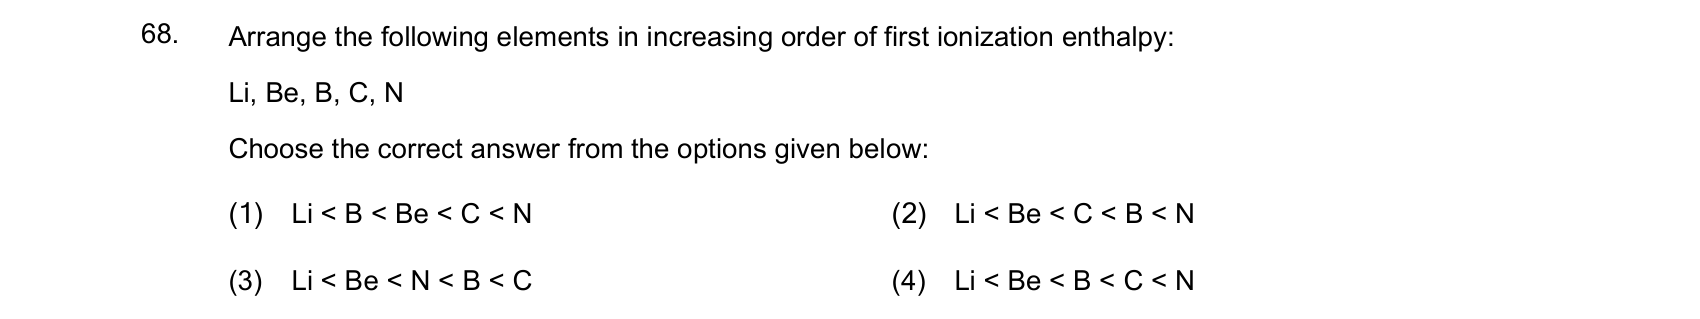 68. Arrange the following elements in increasing order of first ionization enthalpy:
Li, Be, B, C, N
Choose the correct answer from the options given below:
(1) Li < B < Be < C < N (2) Li < Be < C < B < N
(3) Li < Be < N < B < C (4) Li < Be < B < C < N